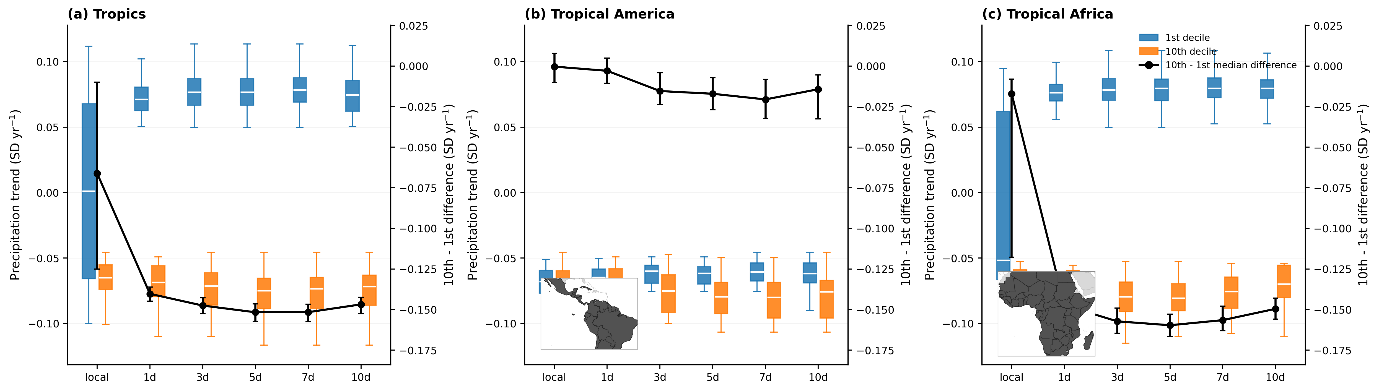 (a) Tropics
Precipitation trend (SD yr⁻¹)
0.10
0.05
0.00
−0.05
−0.10
0.025
0.000
−0.025
−0.050
−0.075
−0.100
−0.125
−0.150
−0.175
10th - 1st difference (SD yr⁻¹)
local 1d 3d 5d 7d 10d
(b) Tropical America
Precipitation trend (SD yr⁻¹)
0.10
0.05
0.00
−0.05
−0.10
0.025
0.000
−0.025
−0.050
−0.075
−0.100
−0.125
−0.150
−0.175
10th - 1st difference (SD yr⁻¹)
local 1d 3d 5d 7d 10d
(c) Tropical Africa
Precipitation trend (SD yr⁻¹)
0.10
0.05
0.00
−0.05
−0.10
1st decile
10th decile
10th - 1st median difference
0.025
0.000
−0.025
−0.050
−0.075
−0.100
−0.125
−0.150
−0.175
10th - 1st difference (SD yr⁻¹)
local 1d 3d 5d 7d 10d